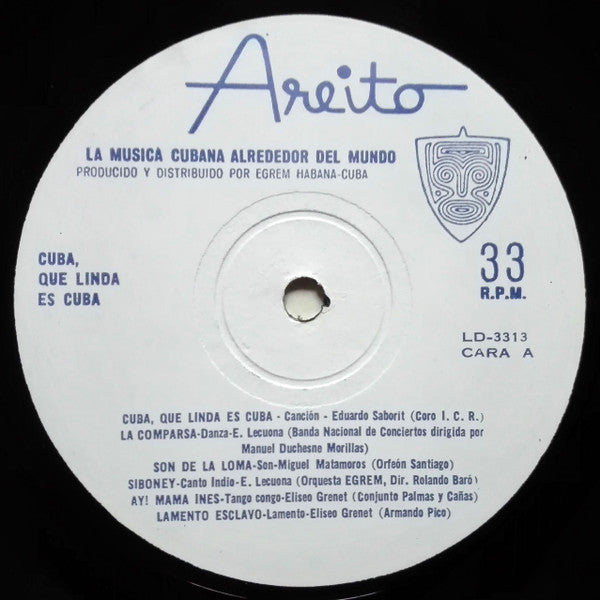 Areito
LA MUSICA CUBANA ALREDEDOR DEL MUNDO
PRODUCIDO Y DISTRIBUIDO POR EGREM HABANA-CUBA
CUBA,
QUE LINDA
ES CUBA
33
R.P.M.
LD-3313
CARA A
CUBA, QUE LINDA ES CUBA - Canción - Eduardo Saborit (Coro I. C. R.)
LA COMPARSA-Danza-E. Lecuona (Banda Nacional de Conciertos dirigida por
Manuel Duchesne Morillas)
SON DE LA LOMA-Son-Miguel Matamoros (Orfeón Santiago)
SIBONEY-Canto Indio-E. Lecuona (Orquesta EGREM, Dir. Rolando Baró)
AY! MAMA INES-Tango congo-Eliseo Grenet (Conjunto Palmas y Cañas)
LAMENTO ESCLAVO-Lamento-Eliseo Grenet (Armando Pico)